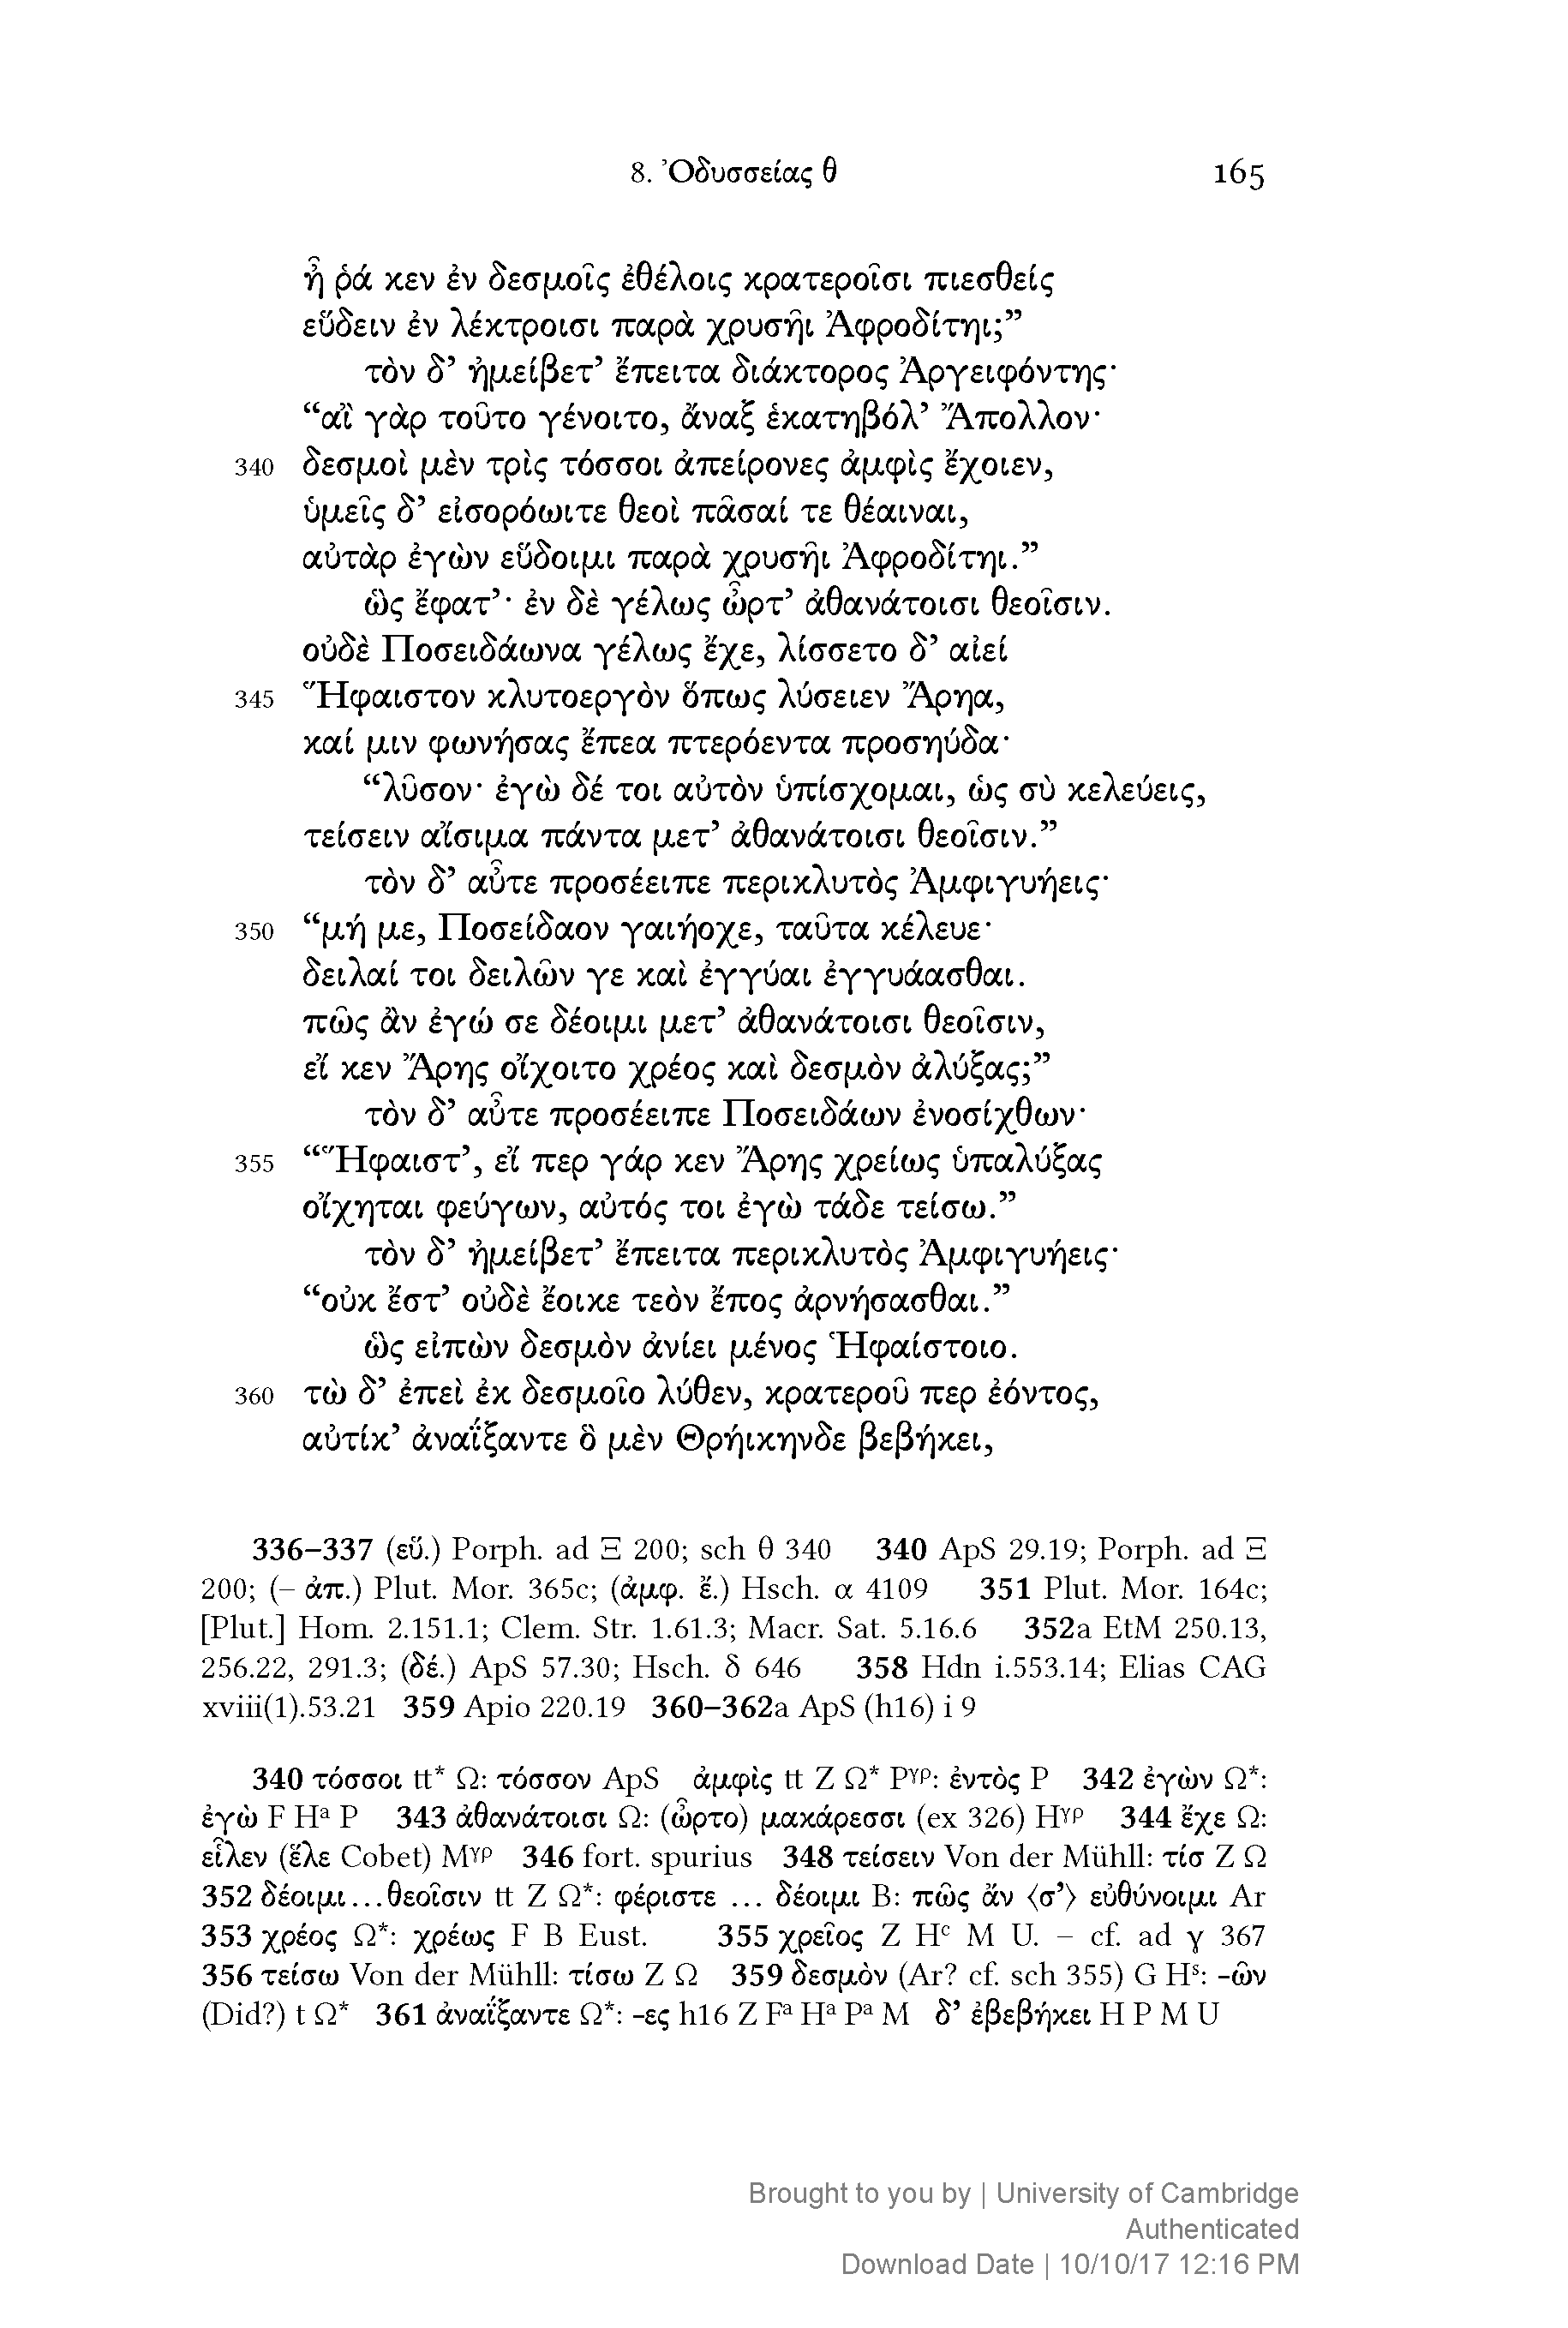 8. Ὀδυσσείας θ 165
ἦ ῥά κεν ἐν δεσμοῖς ἐθέλοις κρατεροῖσι πιεσθείς
εὕδειν ἐν λέκτροισι παρὰ χρυσῆι Ἀφροδίτηι;”
τὸν δ’ ἠμείβετ’ ἔπειτα διάκτορος Ἀργειφόντης·
“αἲ γὰρ τοῦτο γένοιτο, ἄναξ ἑκατηβόλ’ Ἄπολλον·
340 δεσμοὶ μὲν τρὶς τόσσοι ἀπείρονες ἀμφὶς ἔχοιεν,
ὑμεῖς δ’ εἰσορόωιτε θεοὶ πᾶσαί τε θέαιναι,
αὐτὰρ ἐγὼν εὕδοιμι παρὰ χρυσῆι Ἀφροδίτηι.”
ὣς ἔφατ’· ἐν δὲ γέλως ὦρτ’ ἀθανάτοισι θεοῖσιν.
οὐδὲ Ποσειδάωνα γέλως ἔχε, λίσσετο δ’ αἰεί
345 Ἥφαιστον κλυτοεργὸν ὅπως λύσειεν Ἄρηα,
καί μιν φωνήσας ἔπεα πτερόεντα προσηύδα·
“λῦσον· ἐγὼ δέ τοι αὐτὸν ὑπίσχομαι, ὡς σὺ κελεύεις,
τείσειν αἴσιμα πάντα μετ’ ἀθανάτοισι θεοῖσιν.”
τὸν δ’ αὖτε προσέειπε περικλυτὸς Ἀμφιγυήεις·
350 “μή με, Ποσείδαον γαιήοχε, ταῦτα κέλευε·
δειλαί τοι δειλῶν γε καὶ ἐγγύαι ἐγγυάασθαι.
πῶς ἂν ἐγώ σε δέοιμι μετ’ ἀθανάτοισι θεοῖσιν,
εἴ κεν Ἄρης οἴχοιτο χρέος καὶ δεσμὸν ἀλύξας;”
τὸν δ’ αὖτε προσέειπε Ποσειδάων ἐνοσίχθων·
355 “Ἥφαιστ’, εἴ περ γάρ κεν Ἄρης χρείως ὑπαλύξας
οἴχηται φεύγων, αὐτός τοι ἐγὼ τάδε τείσω.”
τὸν δ’ ἠμείβετ’ ἔπειτα περικλυτὸς Ἀμφιγυήεις·
“οὐκ ἔστ’ οὐδὲ ἔοικε τεὸν ἔπος ἀρνήσασθαι.”
ὣς εἰπὼν δεσμὸν ἀνίει μένος Ἡφαίστοιο.
360 τὼ δ’ ἐπεὶ ἐκ δεσμοῖο λύθεν, κρατεροῦ περ ἐόντος,
αὐτίκ’ ἀναΐξαντε ὃ μὲν Θρήικηνδε βεβήκει,
336–337 (εὕ.) Porph. ad Ξ 200; sch θ 340 340 ApS 29.19; Porph. ad Ξ
200; (– ἀπ.) Plut. Mor. 365c; (ἀμφ. ἔ.) Hsch. α 4109 351 Plut. Mor. 164c;
[Plut.] Hom. 2.151.1; Clem. Str. 1.61.3; Macr. Sat. 5.16.6 352a EtM 250.13,
256.22, 291.3; (δέ.) ApS 57.30; Hsch. δ 646 358 Hdn i.553.14; Elias CAG
xviii(1).53.21 359 Apio 220.19 360–362a ApS (h16) i 9
340 τόσσοι tt* Ω: τόσσον ApS ἀμφὶς tt Z Ω* Pᵞᵖ: ἐντὸς P 342 ἐγὼν Ω*:
ἐγὼ F Hᵃ P 343 ἀθανάτοισι Ω: (ὦρτο) μακάρεσσι (ex 326) Hᵞᵖ 344 ἔχε Ω:
εἷλεν (ἕλε Cobet) Mᵞᵖ 346 fort. spurius 348 τείσειν Von der Mühll: τίσ Z Ω
352 δέοιμι…θεοῖσιν tt Z Ω*: φέριστε … δέοιμι B: πῶς ἂν ⟨σ’⟩ εὐθύνοιμι Ar
353 χρέος Ω*: χρέως F B Eust. 355 χρεῖος Z Hᶜ M U. – cf. ad γ 367
356 τείσω Von der Mühll: τίσω Z Ω 359 δεσμὸν (Ar? cf. sch 355) G Hˢ: -ῶν
(Did?) t Ω* 361 ἀναΐξαντε Ω*: -ες h16 Z Fᵃ Hᵃ Pᵃ M δ’ ἐβεβήκει H P M U
Brought to you by | University of Cambridge
Authenticated
Download Date | 10/10/17 12:16 PM